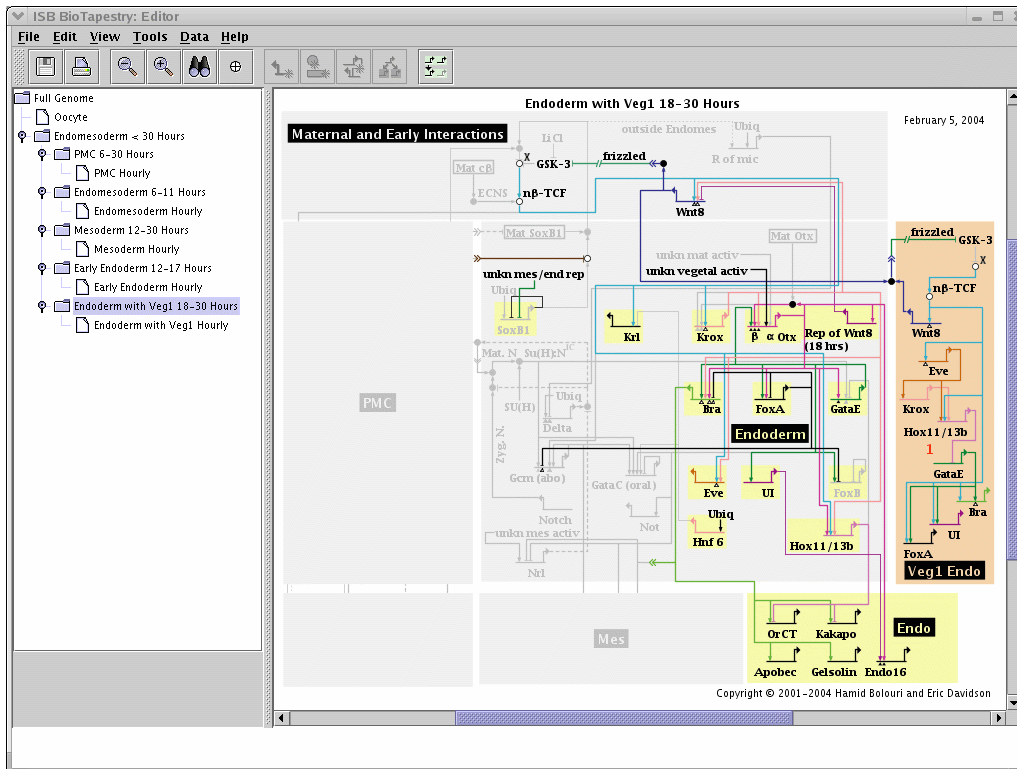 ISB BioTapestry: Editor
File Edit View Tools Data Help
Full Genome
Oocyte
Endomesoderm < 30 Hours
PMC 6-30 Hours
PMC Hourly
Endomesoderm 6-11 Hours
Endomesoderm Hourly
Mesoderm 12-30 Hours
Mesoderm Hourly
Early Endoderm 12-17 Hours
Early Endoderm Hourly
Endoderm with Veg1 18-30 Hours
Endoderm with Veg1 Hourly
Endoderm with Veg1 18-30 Hours
February 5, 2004
Maternal and Early Interactions
LiCl
outside Endomes
Ubiq
R of mic
X
GSK-3
frizzled
Mat cβ
ECNS
nβ-TCF
Wnt8
Mat SoxB1
Mat Otx
unkn mat activ
unkn vegetal activ
unkn mes/end rep
Ubiq
SoxB1
Krl
Krox
β α Otx
Rep of Wnt8
(18 hrs)
frizzled
GSK-3
X
nβ-TCF
Wnt8
Eve
Krox
Hox11/13b
1
GataE
Bra
UI
FoxA
Veg1 Endo
Mat. N
Su(H):N
SU(H)
Ubiq
Delta
Zyg. N.
PMC
Bra
FoxA
GataE
Endoderm
Gcm (abo)
GataC (oral)
Eve
UI
FoxB
Notch
Not
unkn mes activ
Nrl
Ubiq
Hnf 6
Hox11/13b
Mes
OrCT
Kakapo
Endo
Apobec
Gelsolin
Endo16
Copyright © 2001-2004 Hamid Bolouri and Eric Davidson